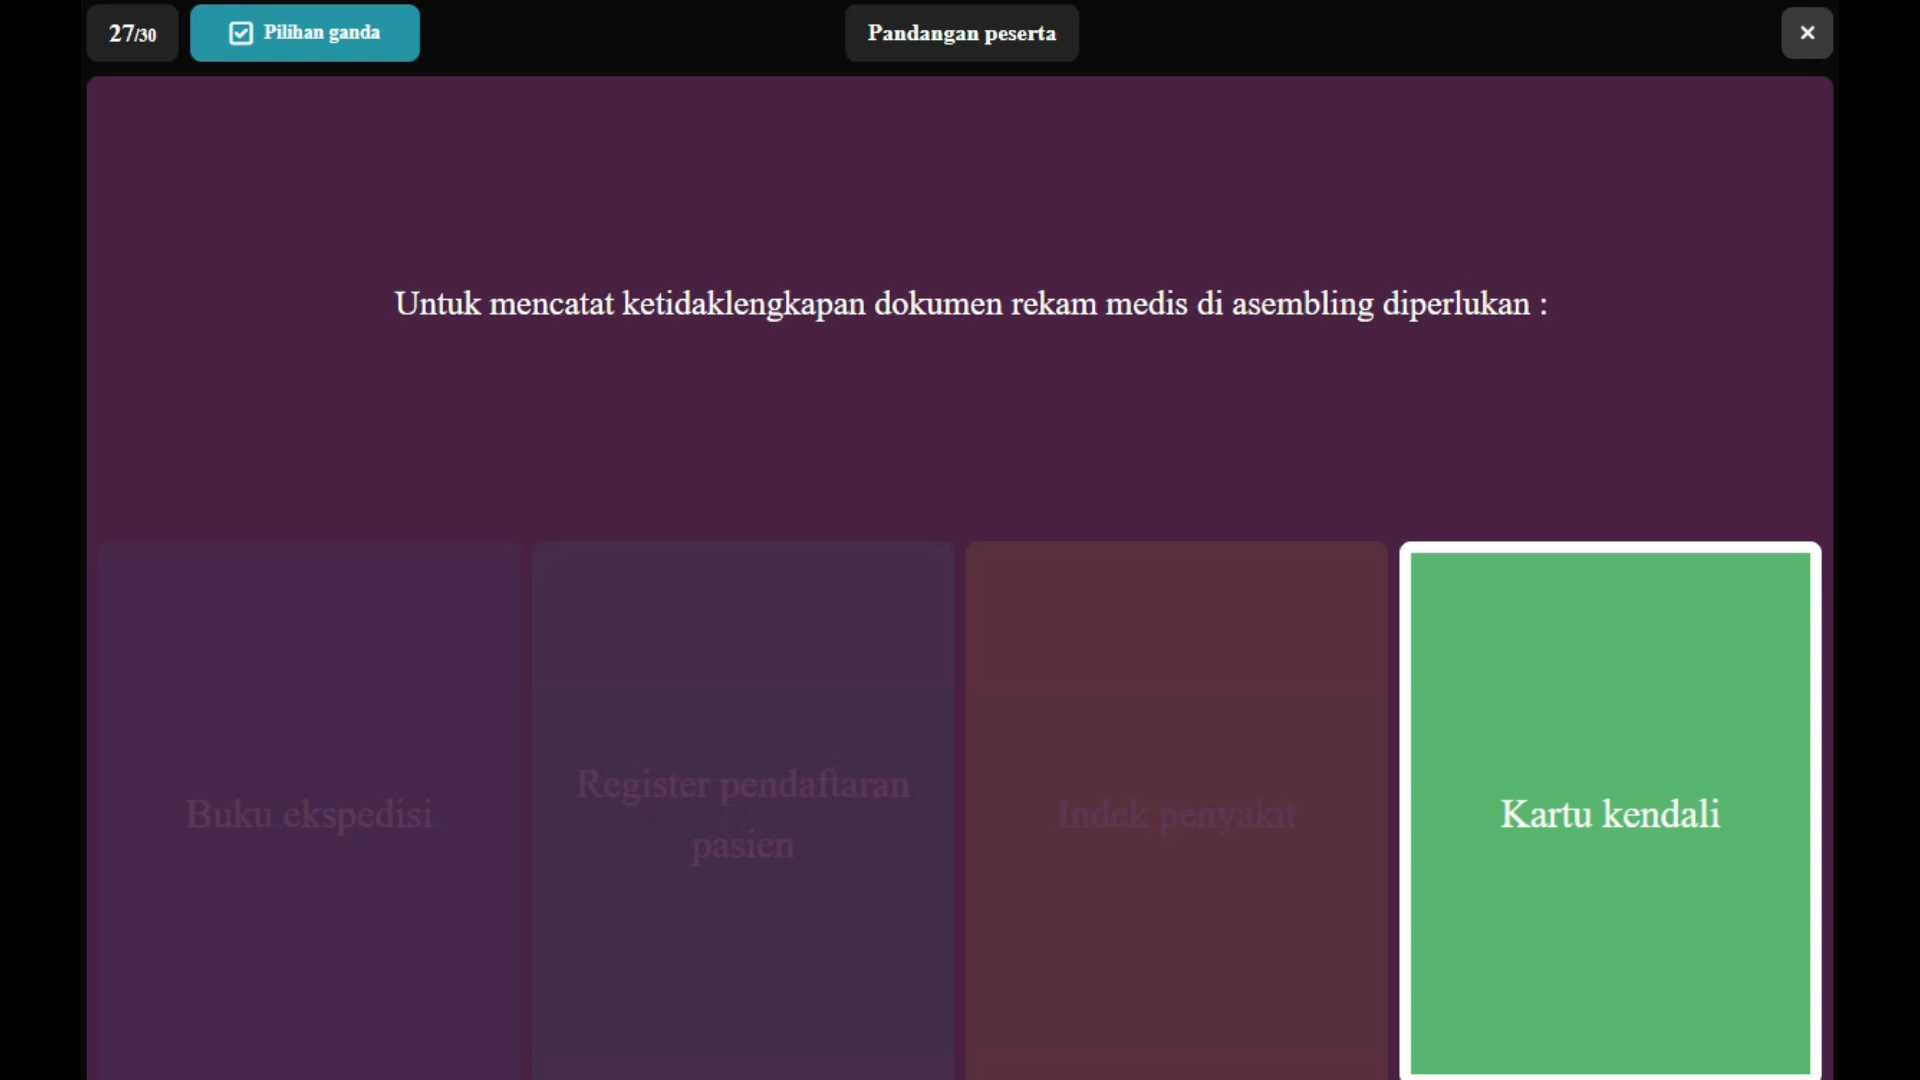 27/30
Pilihan ganda
Pandangan peserta
Untuk mencatat ketidaklengkapan dokumen rekam medis di asembling diperlukan :
Buku ekspedisi
Register pendaftaran
pasien
Indek penyakit
Kartu kendali